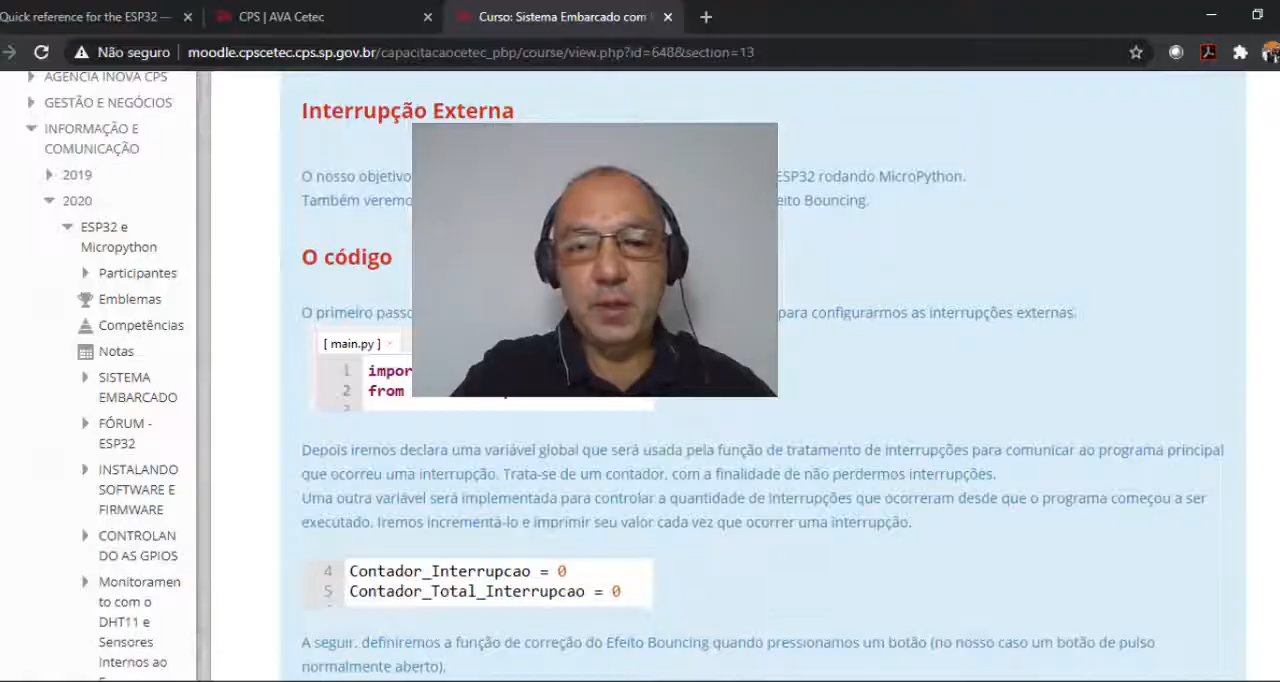 Quick reference for the ESP32 —
CPS | AVA Cetec
Curso: Sistema Embarcado com
Não seguro
moodle.cpscetec.cps.sp.gov.br/capacitacaocetec_pbp/course/view.php?id=648&section=13
AGÊNCIA INOVA CPS
GESTÃO E NEGÓCIOS
INFORMAÇÃO E
COMUNICAÇÃO
2019
2020
ESP32 e
Micropython
Participantes
Emblemas
Competências
Notas
SISTEMA
EMBARCADO
FÓRUM -
ESP32
INSTALANDO
SOFTWARE E
FIRMWARE
CONTROLAN
DO AS GPIOS
Monitoramen
to com o
DHT11 e
Sensores
Internos ao
Interrupção Externa
O nosso objetivo ESP32 rodando MicroPython.
Também Bouncing.
O código
O primeiro para configurarmos as interrupções externas.
[ main.py ]
1
2 from
Depois iremos declara uma variável global que será usada pela função de tratamento de interrupções para comunicar ao programa principal
que ocorreu uma interrupção. Trata-se de um contador, com a finalidade de não perdermos interrupções.
Uma outra variável será implementada para controlar a quantidade de interrupções que ocorreram desde que o programa começou a ser
executado. Iremos incrementá-lo e imprimir seu valor cada vez que ocorrer uma interrupção.
4 Contador_Interrupcao = 0
5 Contador_Total_Interrupcao = 0
A seguir, definiremos a função de correção do Efeito Bouncing quando pressionamos um botão (no nosso caso um botão de pulso
normalmente aberto).